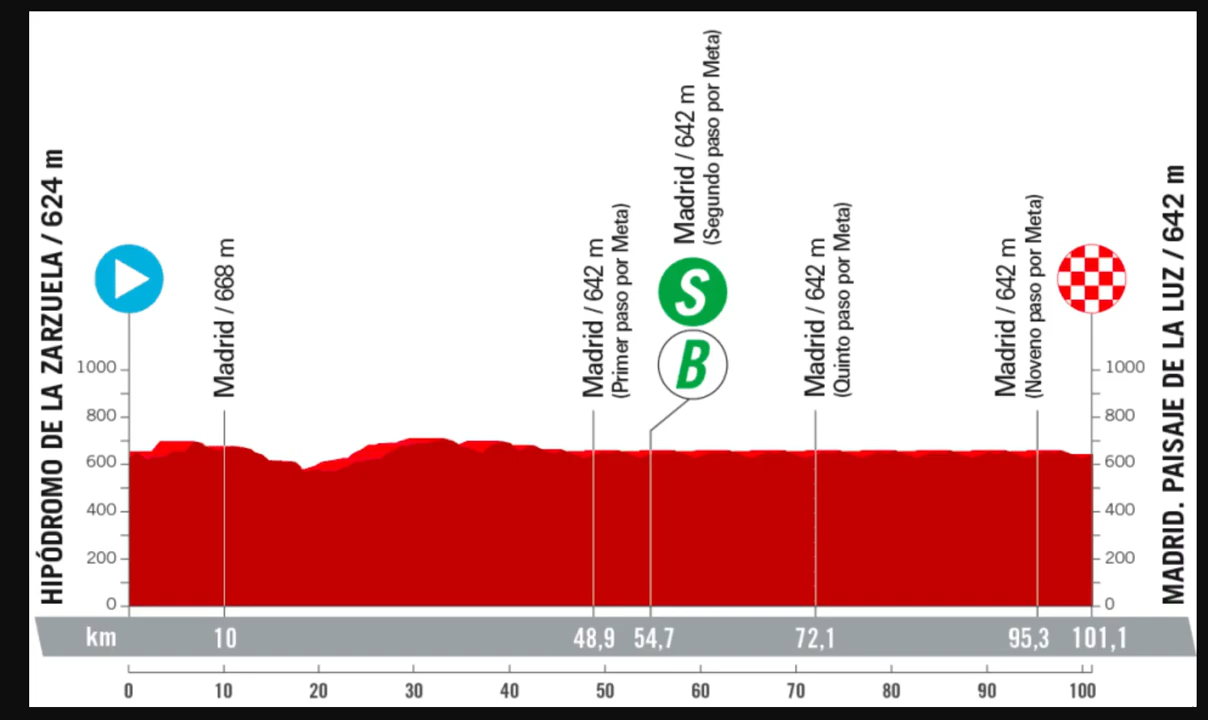 HIPÓDROMO DE LA ZARZUELA / 624 m
Madrid / 668 m
Madrid / 642 m
(Primer paso por Meta)
Madrid / 642 m
(Segundo paso por Meta)
S
B
Madrid / 642 m
(Quinto paso por Meta)
Madrid / 642 m
(Noveno paso por Meta)
MADRID. PAISAJE DE LA LUZ / 642 m
1000
800
600
400
200
0
1000
800
600
400
200
0
km 10 48,9 54,7 72,1 95,3 101,1
0 10 20 30 40 50 60 70 80 90 100